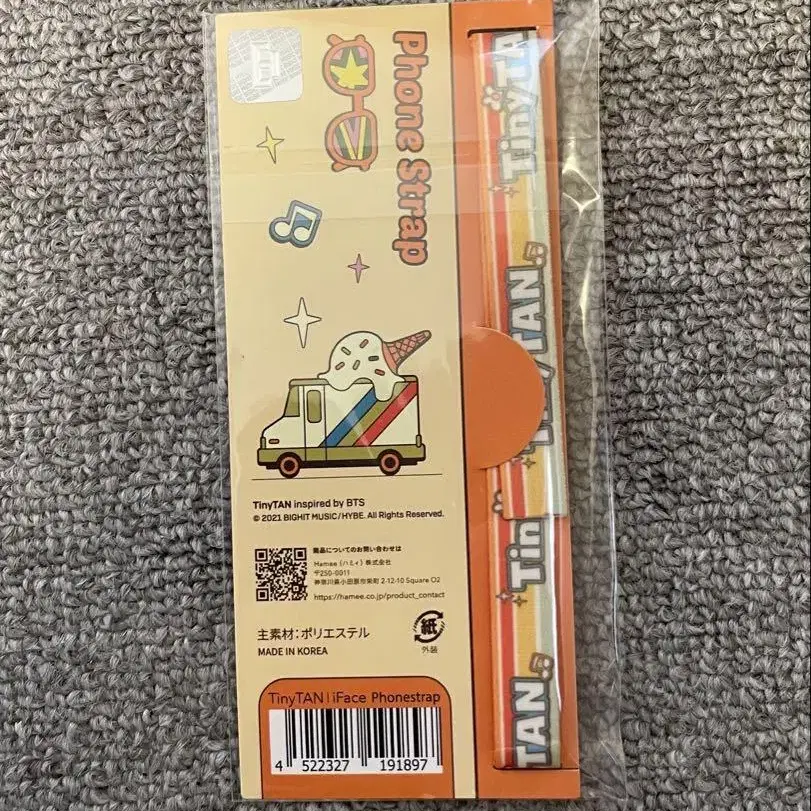 Phone Strap
TinyTA
TinyTAN
Tin
TAN
TinyTAN inspired by BTS
© 2021 BIGHIT MUSIC/HYBE. All Rights Reserved.
商品についてのお問い合わせは
Hamee (ハミィ) 株式会社
〒250-0011
神奈川県小田原市栄町 2-12-10 Square O2
https://hamee.co.jp/product_contact
主素材：ポリエステル
MADE IN KOREA
紙
外装
TinyTAN | iFace Phonestrap
4 522327 191897